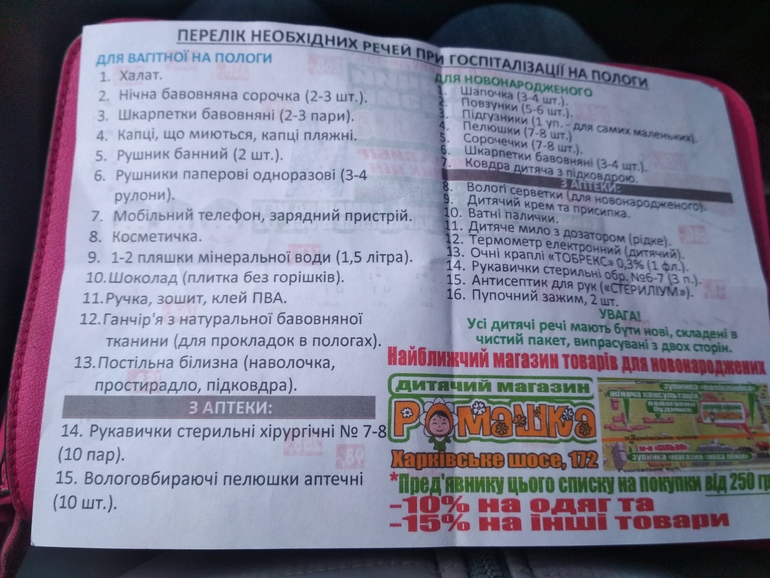 ПЕРЕЛІК НЕОБХІДНИХ РЕЧЕЙ ПРИ ГОСПІТАЛІЗАЦІЇ НА ПОЛОГИ
ДЛЯ ВАГІТНОЇ НА ПОЛОГИ
1. Халат.
2. Нічна бавовняна сорочка (2-3 шт.).
3. Шкарпетки бавовняні (2-3 пари).
4. Капці, що миються, капці пляжні.
5. Рушник банний (2 шт.).
6. Рушники паперові одноразові (3-4
рулони).
7. Мобільний телефон, зарядний пристрій.
8. Косметичка.
9. 1-2 пляшки мінеральної води (1,5 літра).
10. Шоколад (плитка без горішків).
11. Ручка, зошит, клей ПВА.
12. Ганчір'я з натуральної бавовняної
тканини (для прокладок в пологах).
13. Постільна білизна (наволочка,
простирадло, підковдра).
З АПТЕКИ:
14. Рукавички стерильні хірургічні № 7-8
(10 пар).
15. Вологовбираючі пелюшки аптечні
(10 шт.).
ДЛЯ НОВОНАРОДЖЕНОГО
1. Шапочка (3-4 шт.).
2. Повзунки (5-6 шт.).
3. Підгузники (1 уп. - для самих маленьких).
4. Пелюшки (7-8 шт.)
5. Сорочечки (7-8 шт.).
6. Шкарпетки бавовняні (3-4 шт.).
7. Ковдра дитяча з підковдрою.
З АПТЕКИ:
8. Вологі серветки (для новонародженого).
9. Дитячий крем та присипка.
10. Ватні палички.
11. Дитяче мило з дозатором (рідке).
12. Термометр електронний (дитячий).
13. Очні краплі «ТОБРЕКС» 0,3% (1 фл.).
14. Рукавички стерильні обр. №6-7 (3 п.).
15. Антисептик для рук («СТЕРИЛІУМ»).
16. Пупочний зажим, 2 шт.
УВАГА!
Усі дитячі речі мають бути нові, складені в
чистий пакет, випрасувані з двох сторін.
Найближчий магазин товарів для новонароджених
ДИТЯЧИЙ МАГАЗИН
РОМАШКА
Харківське шосе, 172
жіноча консультація
*Пред'явнику цього списку на покупки від 250 гр
-10% на одяг та
-15% на інші товари